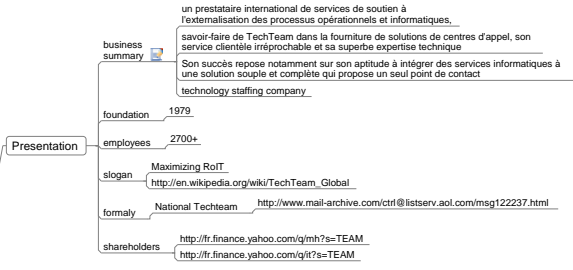 Presentation
business
summary
un prestataire international de services de soutien à
l'externalisation des processus opérationnels et informatiques,
savoir-faire de TechTeam dans la fourniture de solutions de centres d'appel, son
service clientèle irréprochable et sa superbe expertise technique
Son succès repose notamment sur son aptitude à intégrer des services informatiques à
une solution souple et complète qui propose un seul point de contact
technology staffing company
foundation
1979
employees
2700+
slogan
Maximizing RoIT
http://en.wikipedia.org/wiki/TechTeam_Global
formaly
National Techteam
http://www.mail-archive.com/ctrl@listserv.aol.com/msg122237.html
shareholders
http://fr.finance.yahoo.com/q/mh?s=TEAM
http://fr.finance.yahoo.com/q/it?s=TEAM